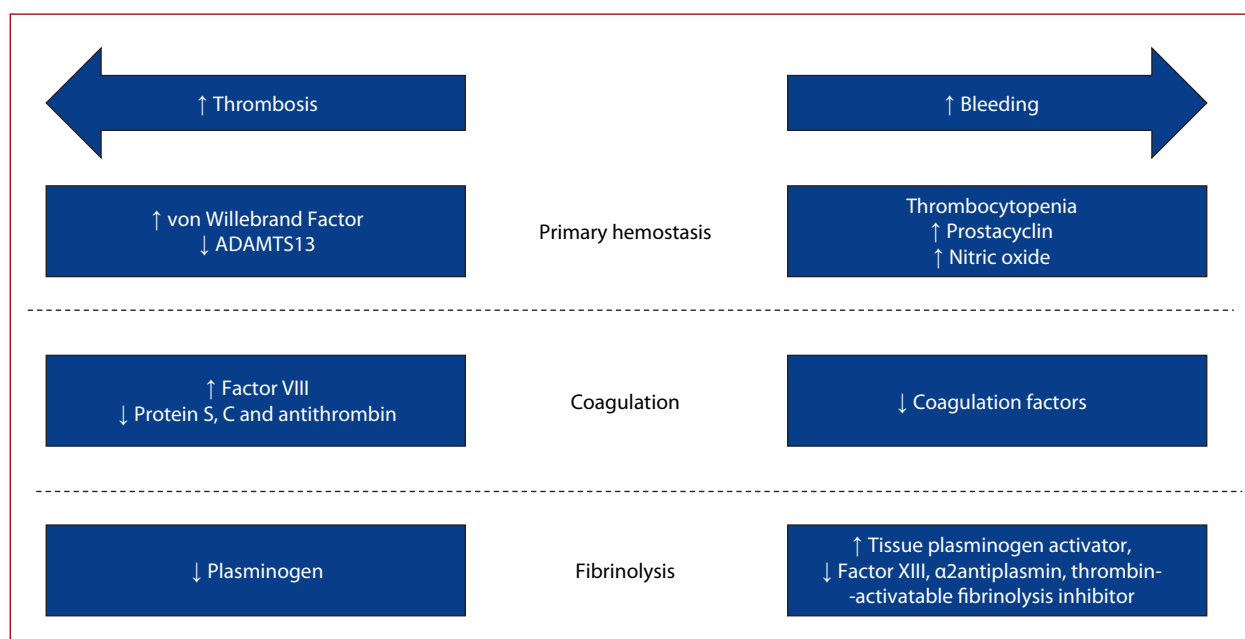 ↑ Thrombosis
↑ Bleeding
↑ von Willebrand Factor
↓ ADAMTS13
Primary hemostasis
Thrombocytopenia
↑ Prostacyclin
↑ Nitric oxide
↑ Factor VIII
↓ Protein S, C and antithrombin
Coagulation
↓ Coagulation factors
↓ Plasminogen
Fibrinolysis
↑ Tissue plasminogen activator,
↓ Factor XIII, α2antiplasmin, thrombin-
-activatable fibrinolysis inhibitor